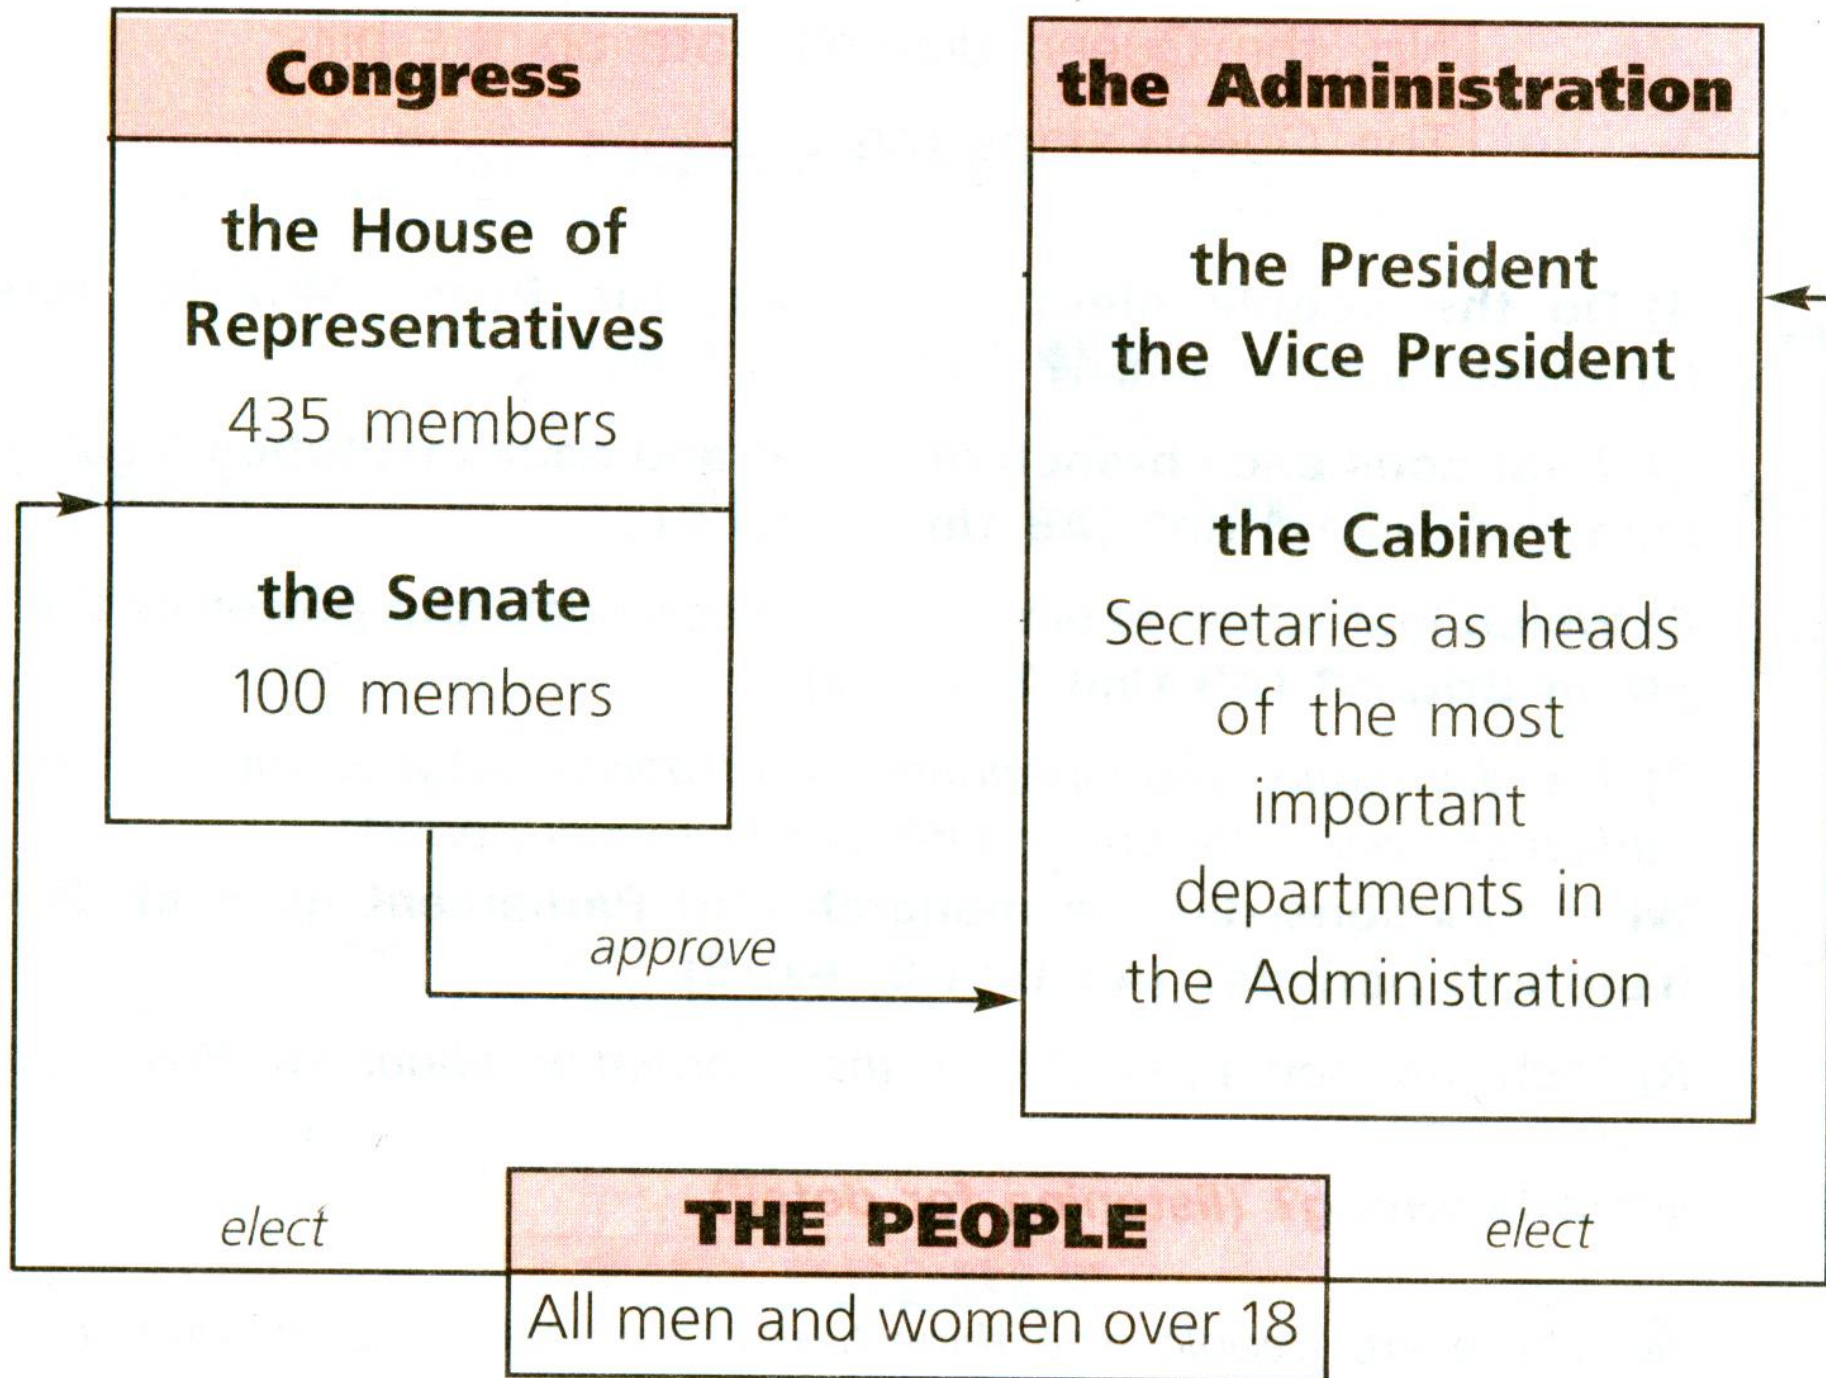 Congress
the House of
Representatives
435 members
the Senate
100 members
approve
the Administration
the President
the Vice President
the Cabinet
Secretaries as heads
of the most
important
departments in
the Administration
elect
THE PEOPLE
All men and women over 18
elect